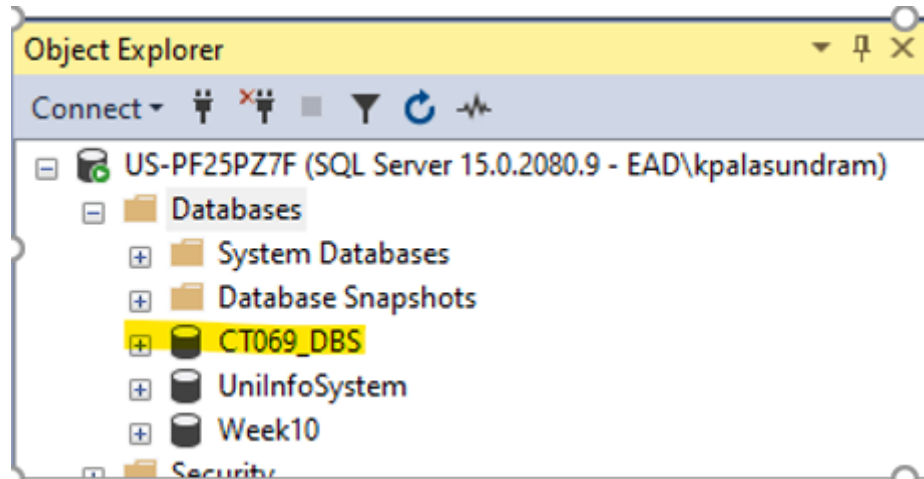 Object Explorer
Connect
US-PF25PZ7F (SQL Server 15.0.2080.9 - EAD\kpalasundram)
Databases
System Databases
Database Snapshots
CT069_DBS
UniInfoSystem
Week10
Security